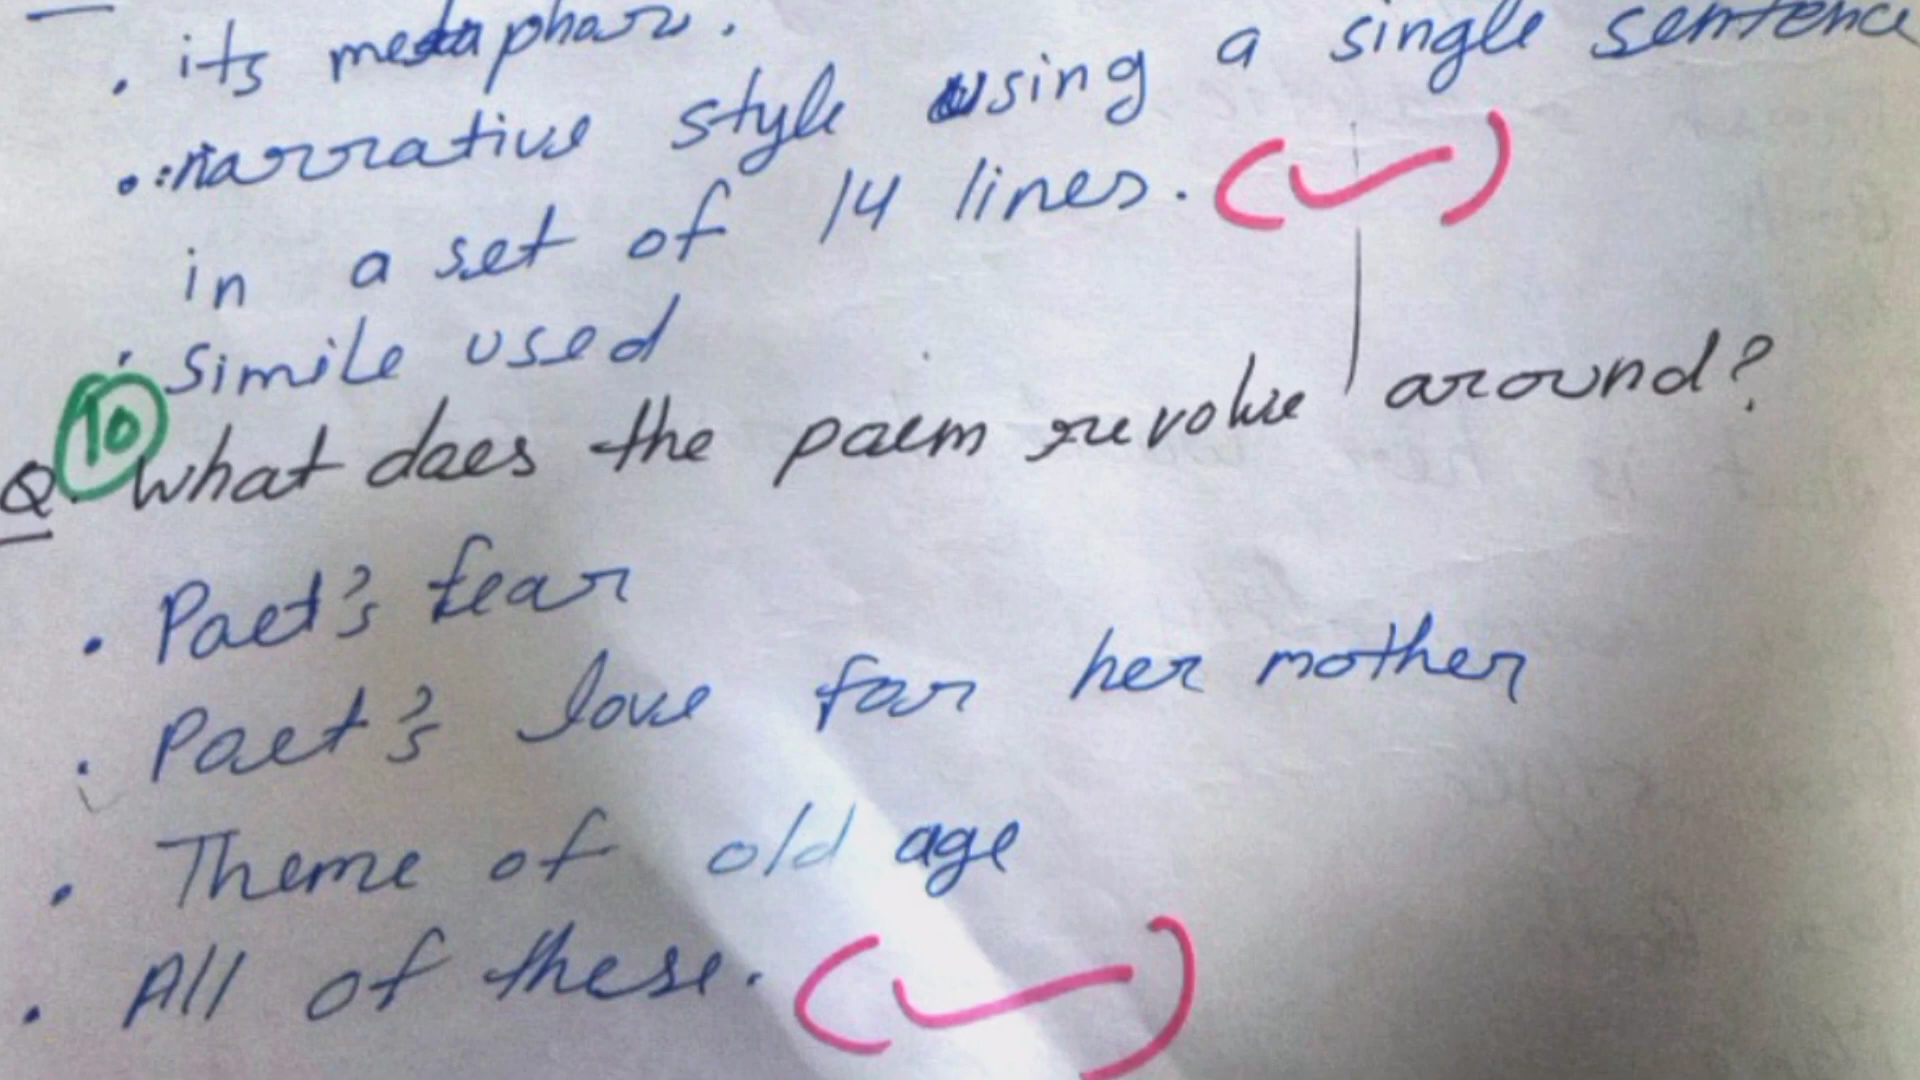 . its metaphors.
. narrative style using a single sentence
in a set of 14 lines. (✓)
. Simile used
Q. 10 What does the poem revolve around?
. Poet's fear
. Poet's love for her mother
. Theme of old age
. All of these. (✓)